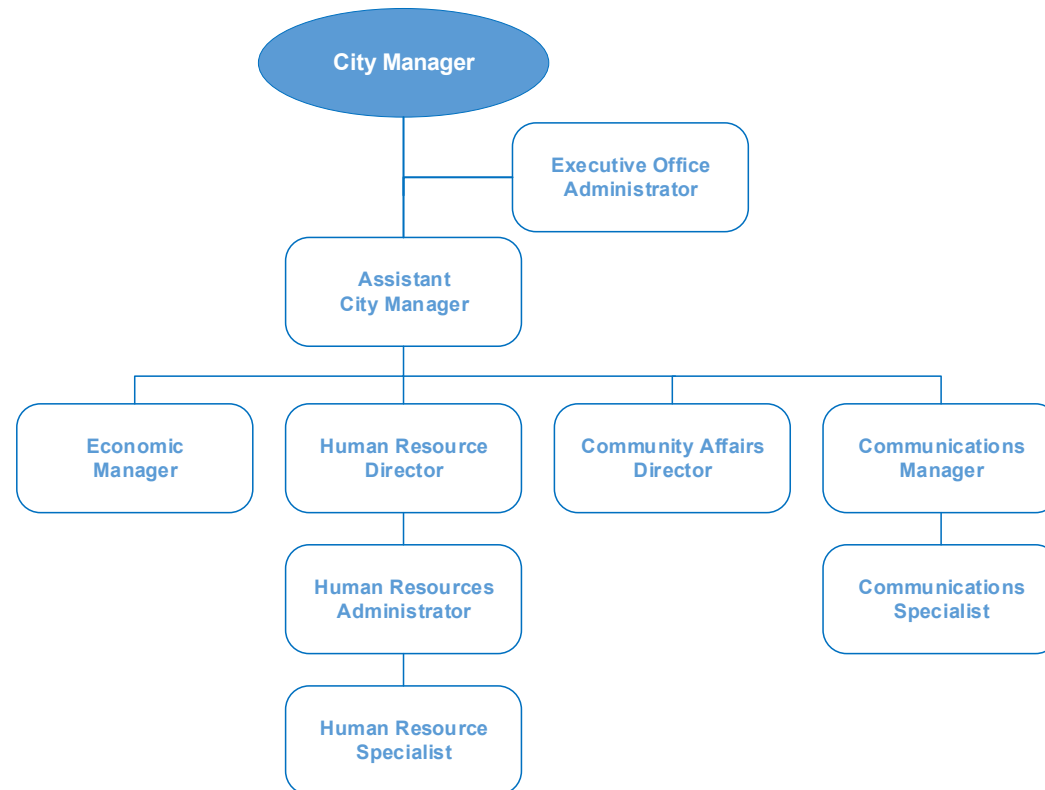 City Manager
Executive Office
Administrator
Assistant
City Manager
Economic
Manager
Human Resource
Director
Community Affairs
Director
Communications
Manager
Human Resources
Administrator
Communications
Specialist
Human Resource
Specialist